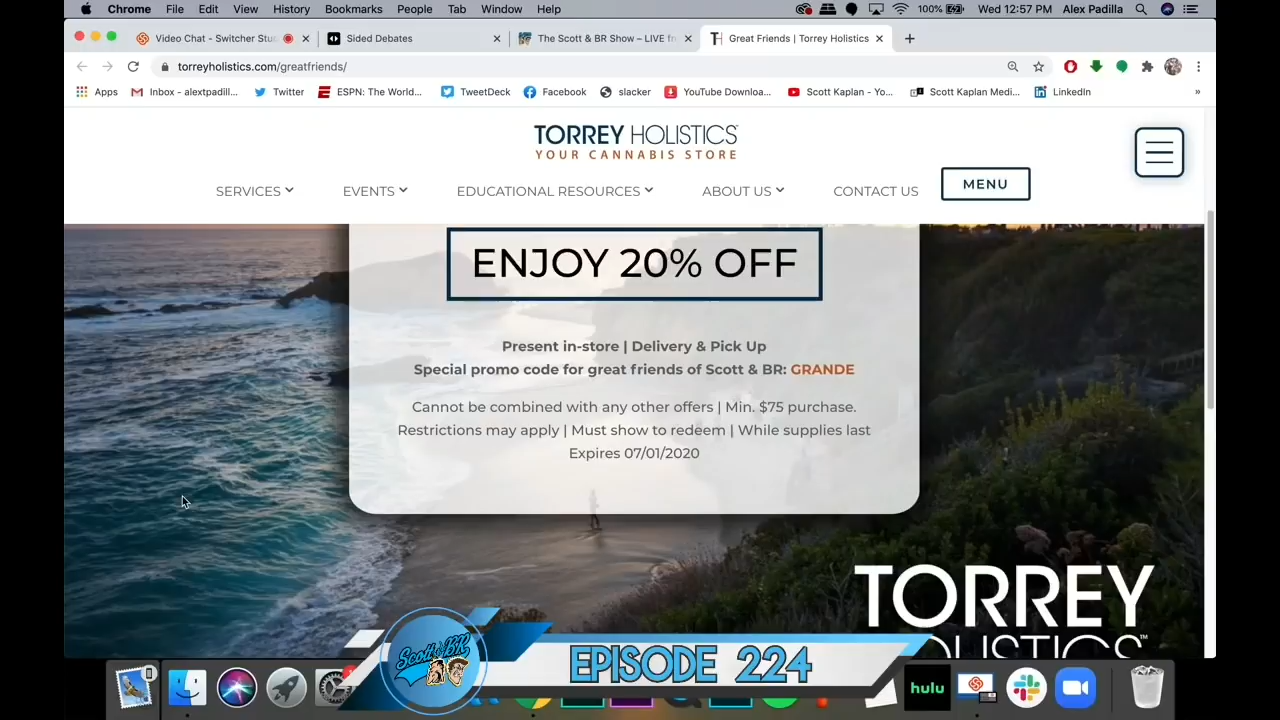 Chrome File Edit View History Bookmarks People Tab Window Help 100% Wed 12:57 PM Alex Padilla
Video Chat - Switcher Stu
Sided Debates
The Scott & BR Show – LIVE fr
Great Friends | Torrey Holistics
torreyholistics.com/greatfriends/
Apps Inbox - alextpadill... Twitter ESPN: The World... TweetDeck Facebook slacker YouTube Downloa... Scott Kaplan - Yo... Scott Kaplan Medi... LinkedIn »
TORREY HOLISTICS
YOUR CANNABIS STORE
SERVICES EVENTS EDUCATIONAL RESOURCES ABOUT US CONTACT US MENU
ENJOY 20% OFF
Present in-store | Delivery & Pick Up
Special promo code for great friends of Scott & BR: GRANDE
Cannot be combined with any other offers | Min. $75 purchase.
Restrictions may apply | Must show to redeem | While supplies last
Expires 07/01/2020
TORREY
HOLISTICS™
Scott & BR
EPISODE 224
hulu